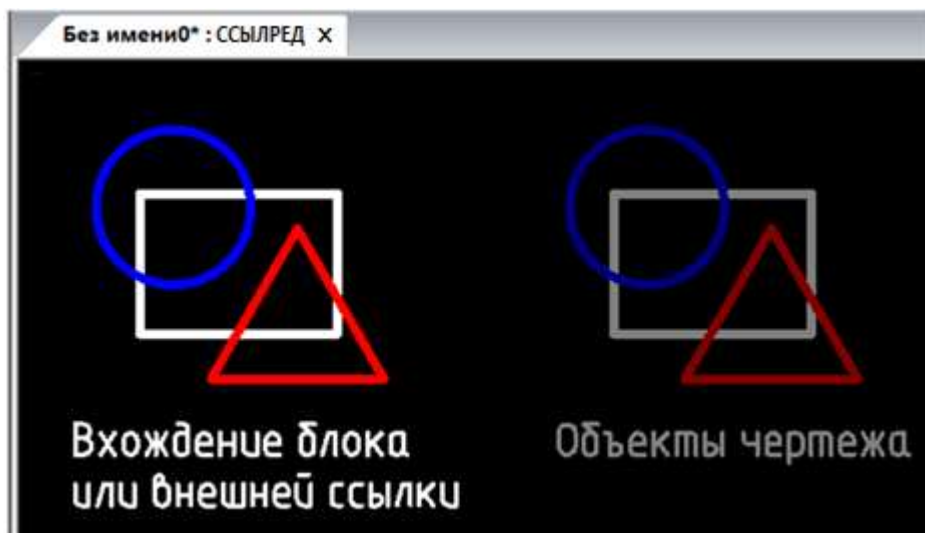 Без имени0* : ССЫЛРЕД X
Вхождение блока
или внешней ссылки
Объекты чертежа